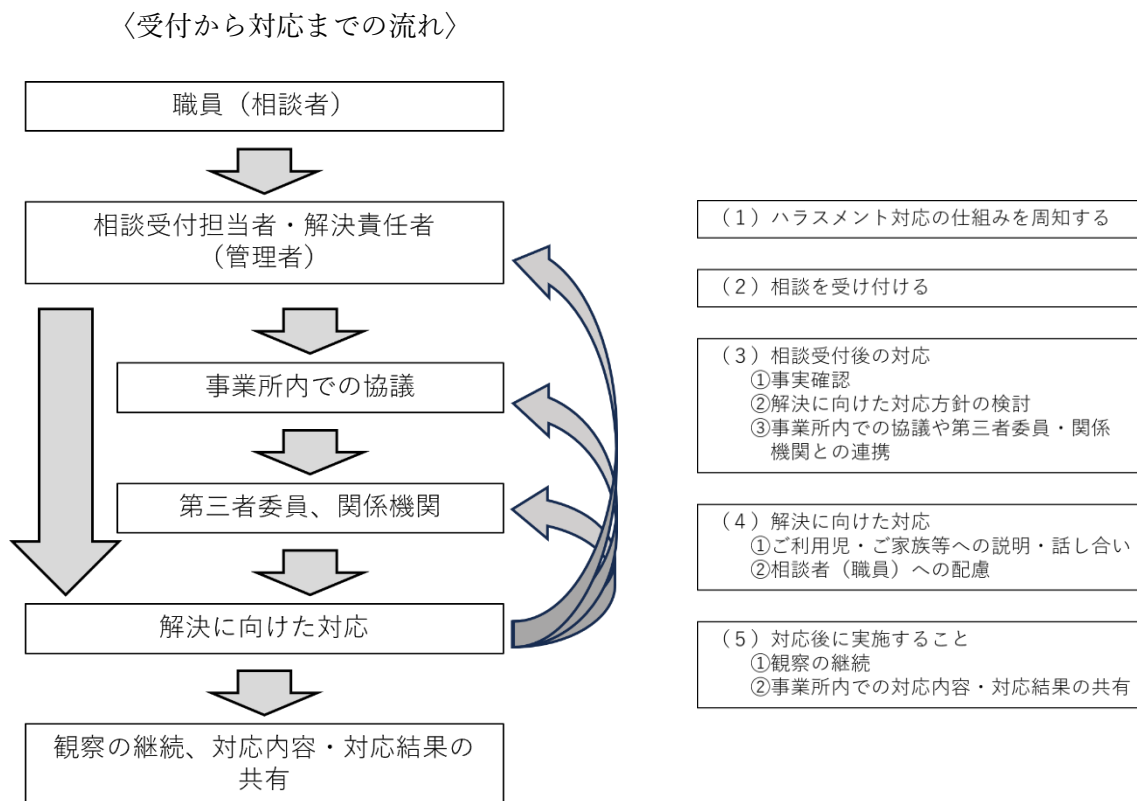 〈受付から対応までの流れ〉
職員（相談者）
相談受付担当者・解決責任者
（管理者）
事業所内での協議
第三者委員、関係機関
解決に向けた対応
観察の継続、対応内容・対応結果の
共有
（１）ハラスメント対応の仕組みを周知する
（２）相談を受け付ける
（３）相談受付後の対応
①事実確認
②解決に向けた対応方針の検討
③事業所内での協議や第三者委員・関係
機関との連携
（４）解決に向けた対応
①ご利用児・ご家族等への説明・話し合い
②相談者（職員）への配慮
（５）対応後に実施すること
①観察の継続
②事業所内での対応内容・対応結果の共有